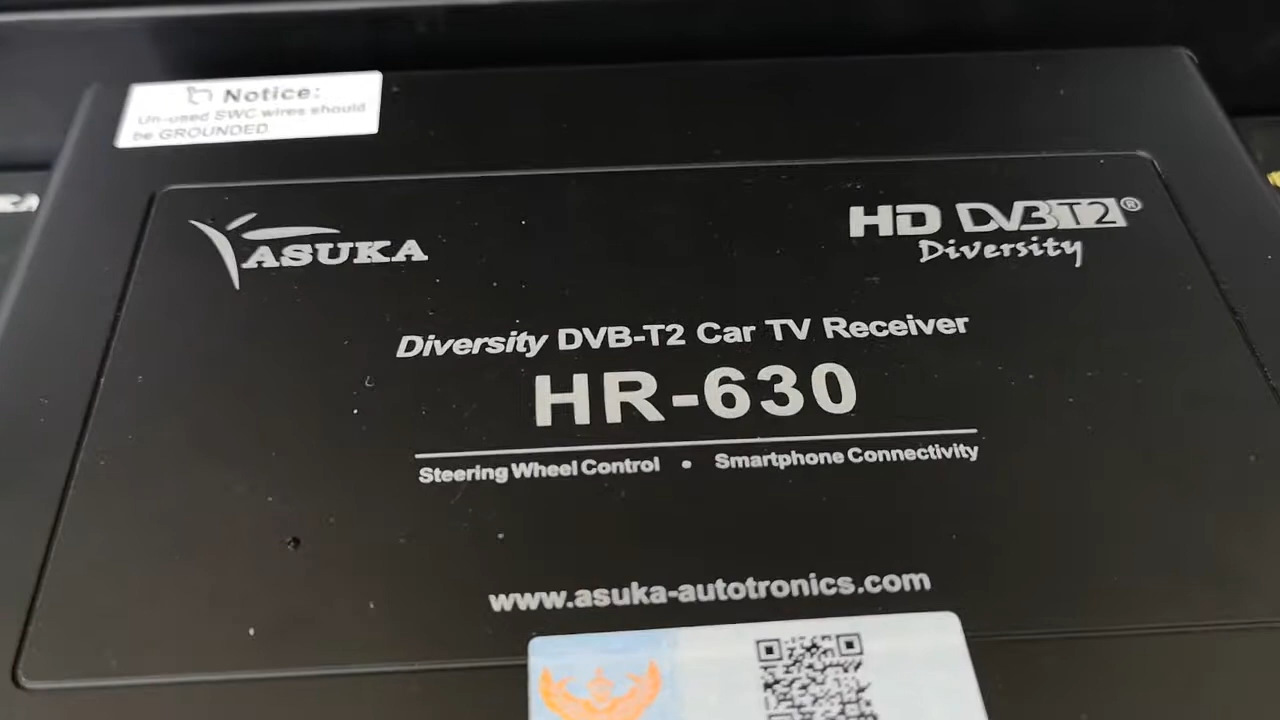 Notice:
Un-used SWC wires should
be GROUNDED
ASUKA
HD DVB T2®
Diversity
Diversity DVB-T2 Car TV Receiver
HR-630
Steering Wheel Control • Smartphone Connectivity
www.asuka-autotronics.com